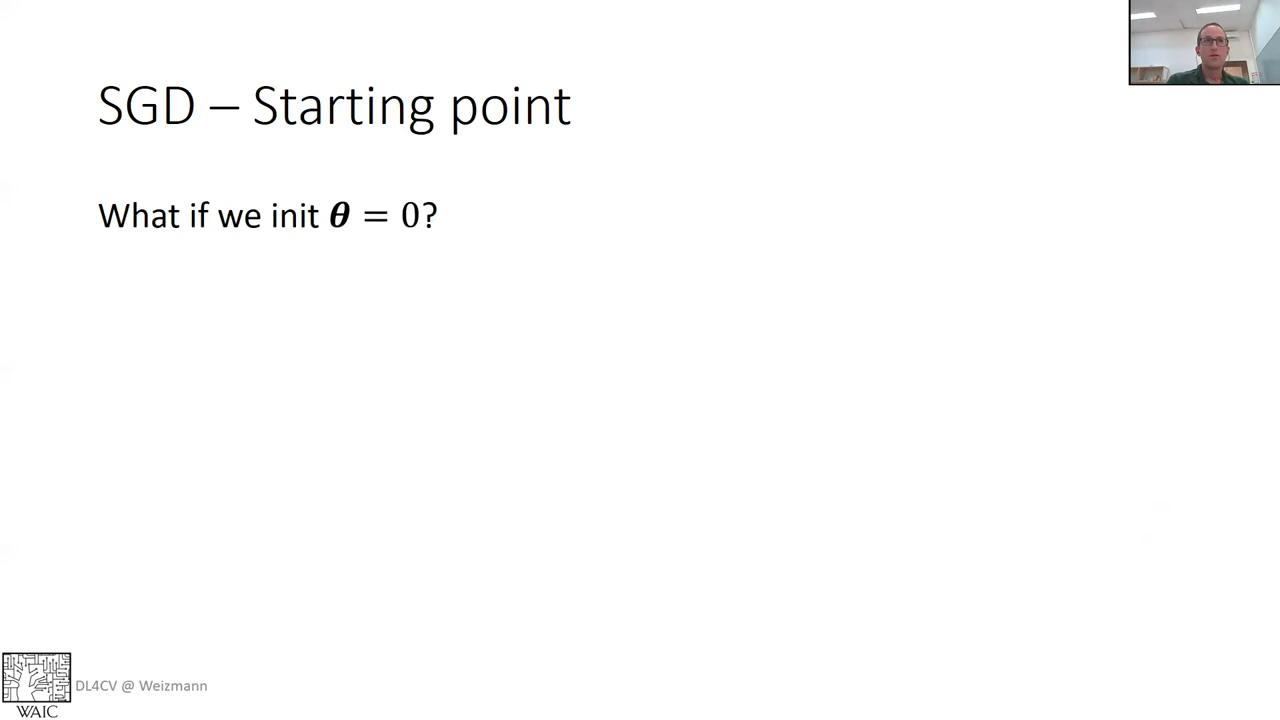 SGD – Starting point
What if we init 𝜽 = 0?
DL4CV @ Weizmann
WAIC